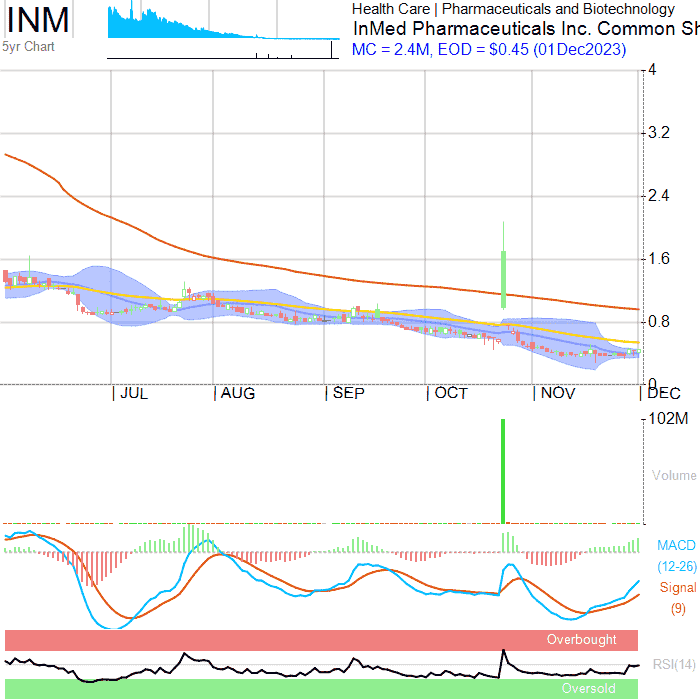 INM
5yr Chart
Health Care | Pharmaceuticals and Biotechnology
InMed Pharmaceuticals Inc. Common Sh
MC = 2.4M, EOD = $0.45 (01Dec2023)
4
3.2
2.4
1.6
0.8
0
JUL AUG SEP OCT NOV DEC
102M
Volume
MACD
(12-26)
Signal
(9)
Overbought
RSI(14)
Oversold